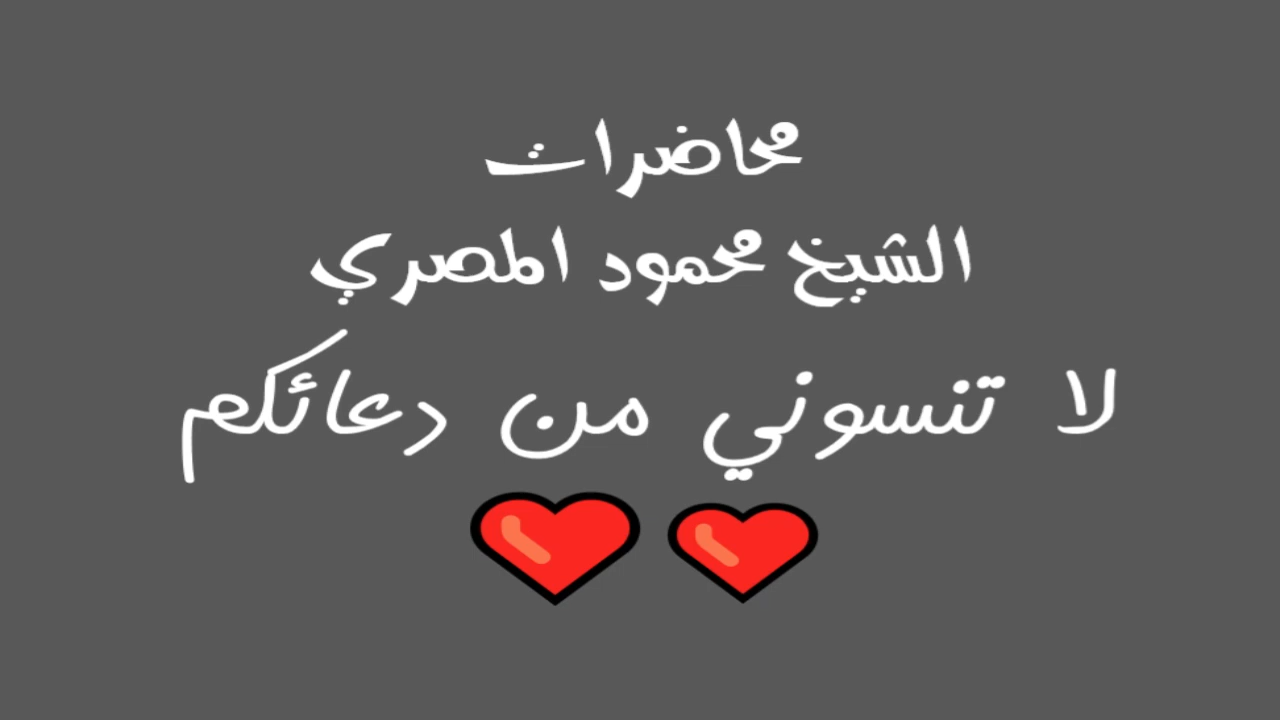 محاضرات
الشيخ محمود المصري
لا تنسوني من دعائكم